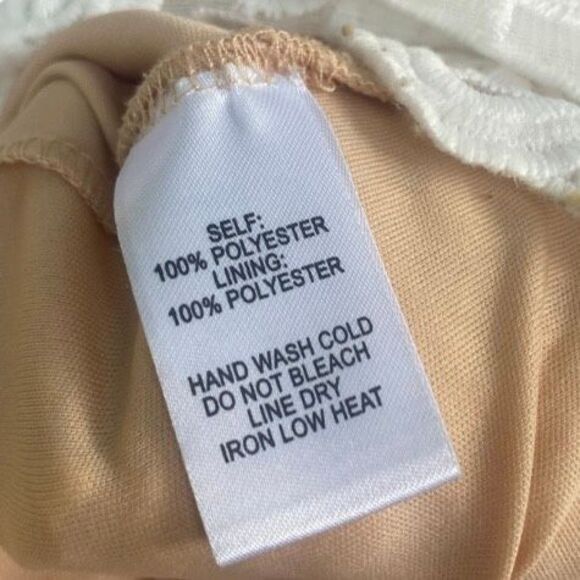 SELF:
100% POLYESTER
LINING:
100% POLYESTER
HAND WASH COLD
DO NOT BLEACH
LINE DRY
IRON LOW HEAT